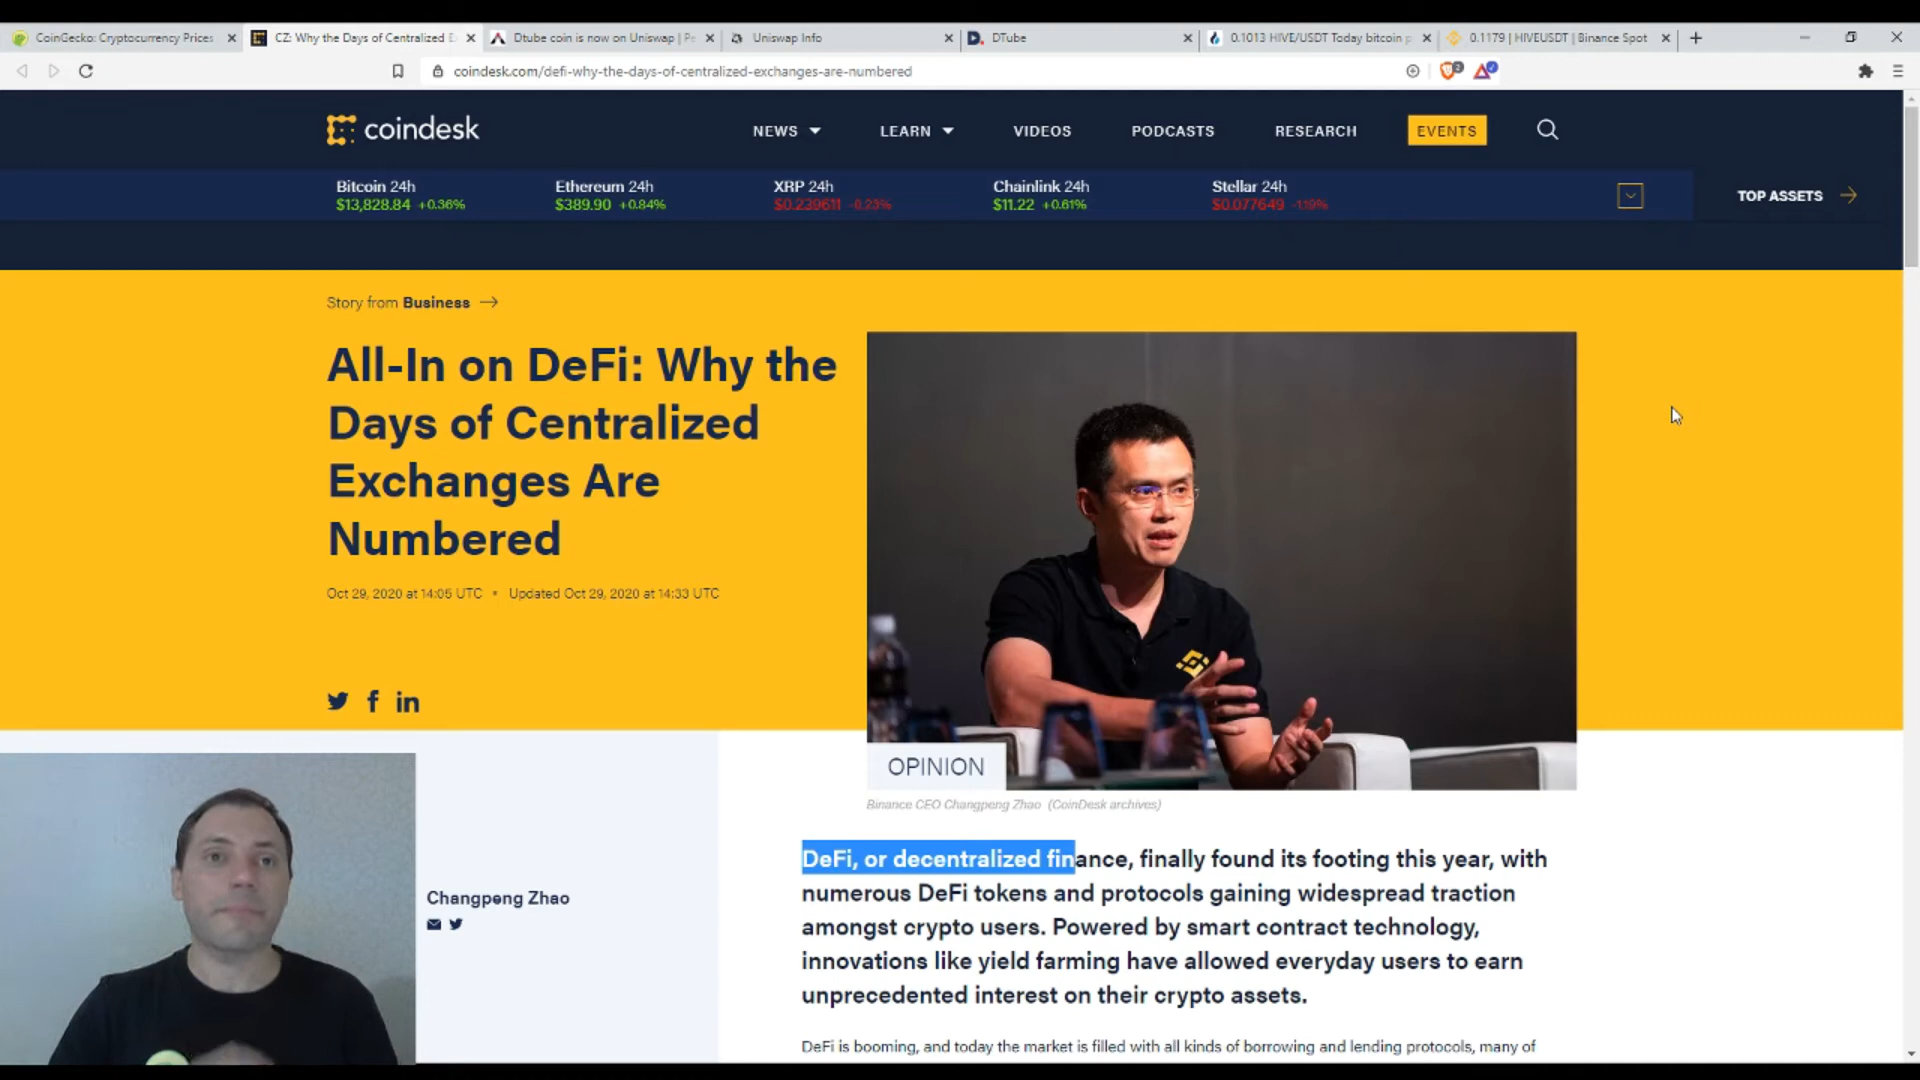 CoinGecko: Cryptocurrency Prices
CZ: Why the Days of Centralized E
Dtube coin is now on Uniswap | Pe
Uniswap Info
DTube
0.1013 HIVE/USDT Today bitcoin p
0.1179 | HIVEUSDT | Binance Spot
coindesk.com/defi-why-the-days-of-centralized-exchanges-are-numbered
coindesk
NEWS
LEARN
VIDEOS
PODCASTS
RESEARCH
EVENTS
Bitcoin 24h
$13,828.84 +0.36%
Ethereum 24h
$389.90 +0.84%
XRP 24h
$0.239611 -0.23%
Chainlink 24h
$11.22 +0.61%
Stellar 24h
$0.077649 -1.19%
TOP ASSETS
Story from Business
All-In on DeFi: Why the
Days of Centralized
Exchanges Are
Numbered
Oct 29, 2020 at 14:05 UTC • Updated Oct 29, 2020 at 14:33 UTC
OPINION
Binance CEO Changpeng Zhao (CoinDesk archives)
Changpeng Zhao
DeFi, or decentralized finance, finally found its footing this year, with
numerous DeFi tokens and protocols gaining widespread traction
amongst crypto users. Powered by smart contract technology,
innovations like yield farming have allowed everyday users to earn
unprecedented interest on their crypto assets.
DeFi is booming, and today the market is filled with all kinds of borrowing and lending protocols, many of